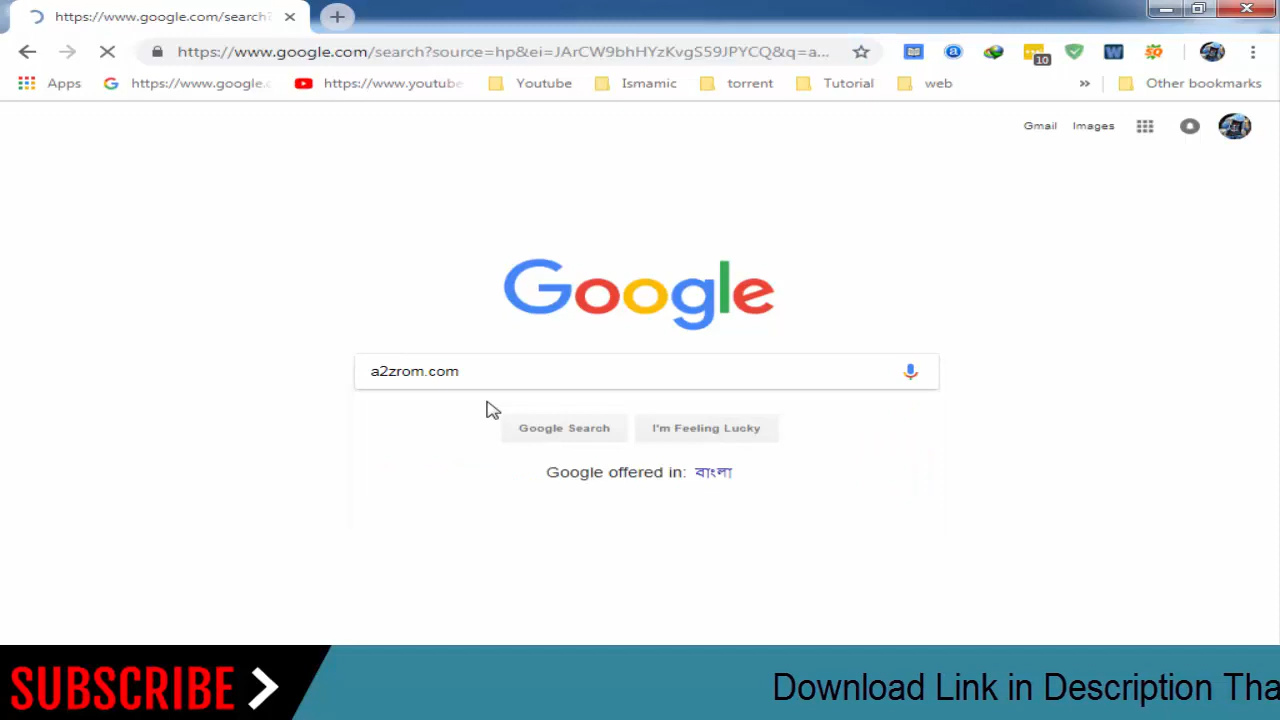 https://www.google.com/search?
https://www.google.com/search?source=hp&ei=JArCW9bhHYzKvgS59JPYCQ&q=a...
10
Apps https://www.google.c https://www.youtube Youtube Ismamic torrent Tutorial web » Other bookmarks
Gmail Images
Google
a2zrom.com
Google Search I'm Feeling Lucky
Google offered in: বাংলা
SUBSCRIBE Download Link in Description Tha